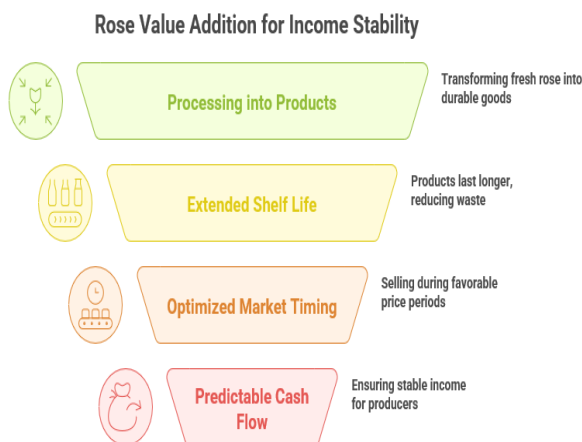 Rose Value Addition for Income Stability
Processing into Products
Transforming fresh rose into
durable goods
Extended Shelf Life
Products last longer,
reducing waste
Optimized Market Timing
Selling during favorable
price periods
Predictable Cash
Flow
Ensuring stable income
for producers